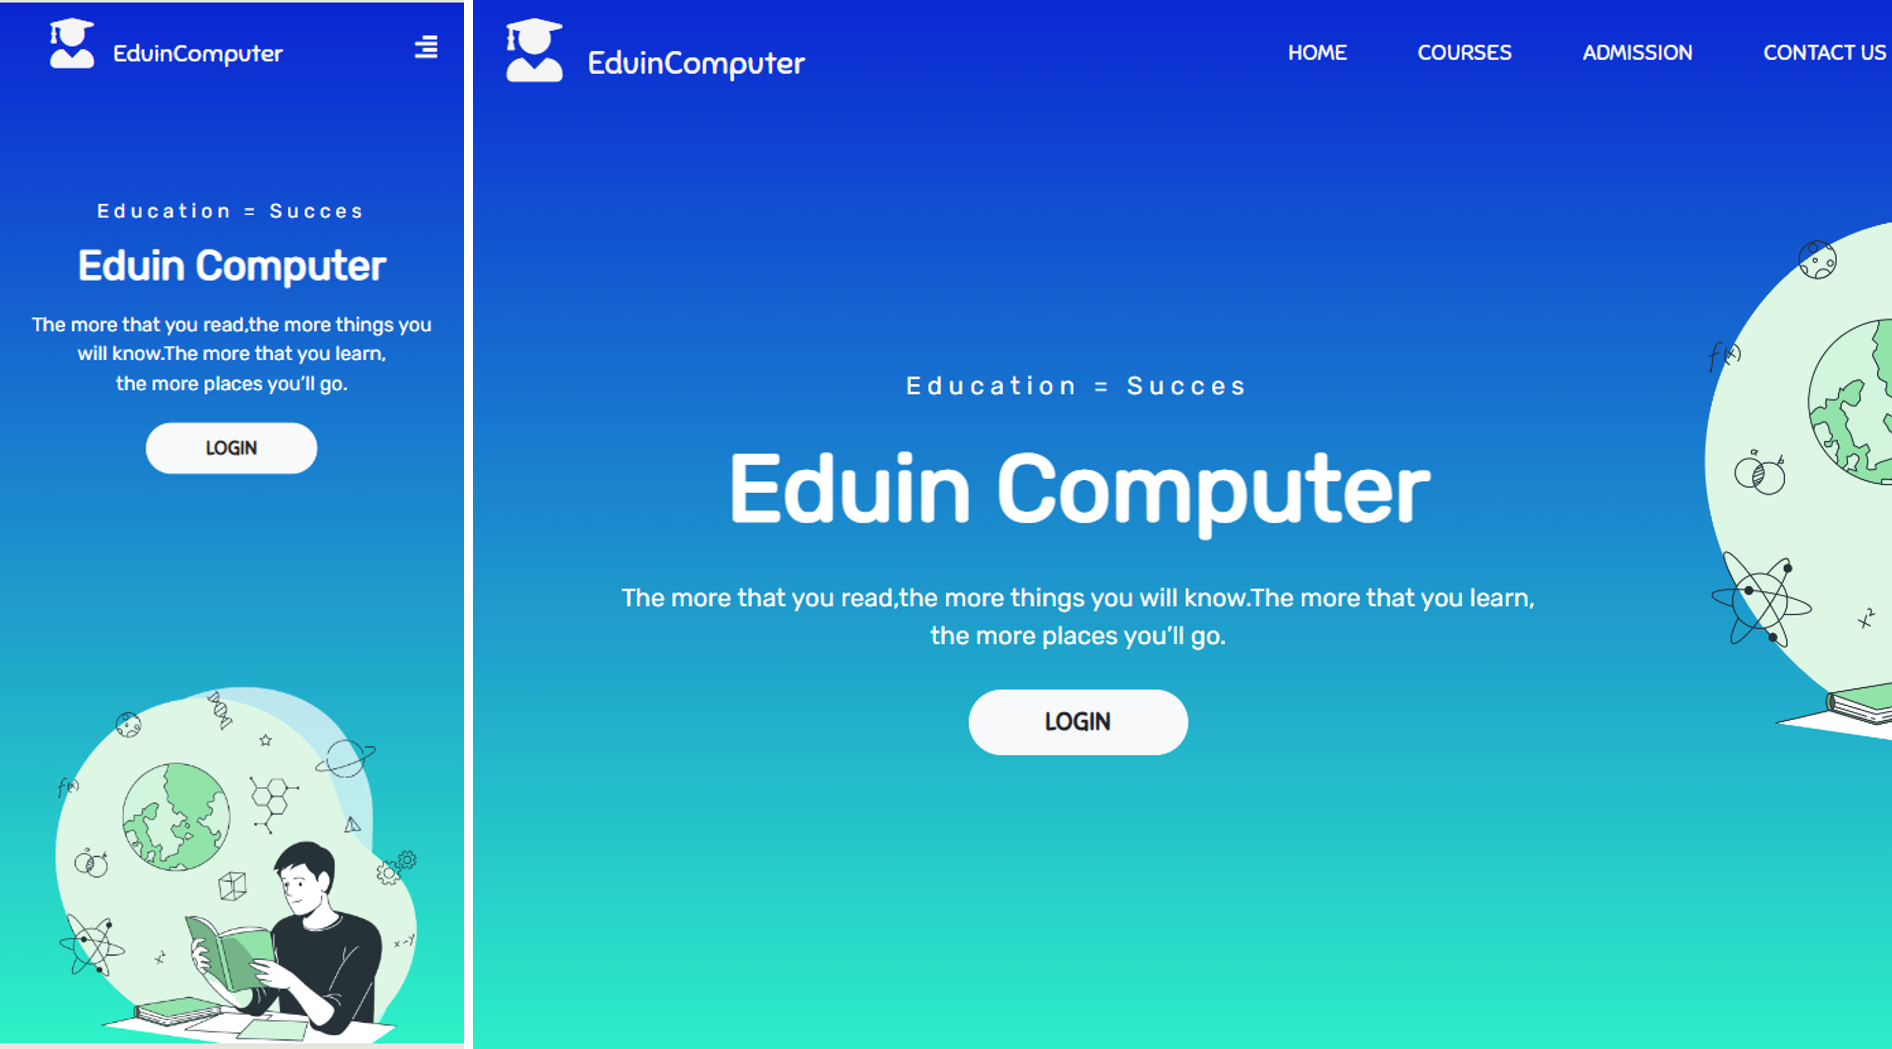 EduinComputer
Education = Succes
Eduin Computer
The more that you read,the more things you
will know.The more that you learn,
the more places you'll go.
LOGIN
f(x)
a b
x²
x-y
EduinComputer
HOME COURSES ADMISSION CONTACT US
Education = Succes
Eduin Computer
The more that you read,the more things you will know.The more that you learn,
the more places you'll go.
LOGIN
f(x)
a b
x²